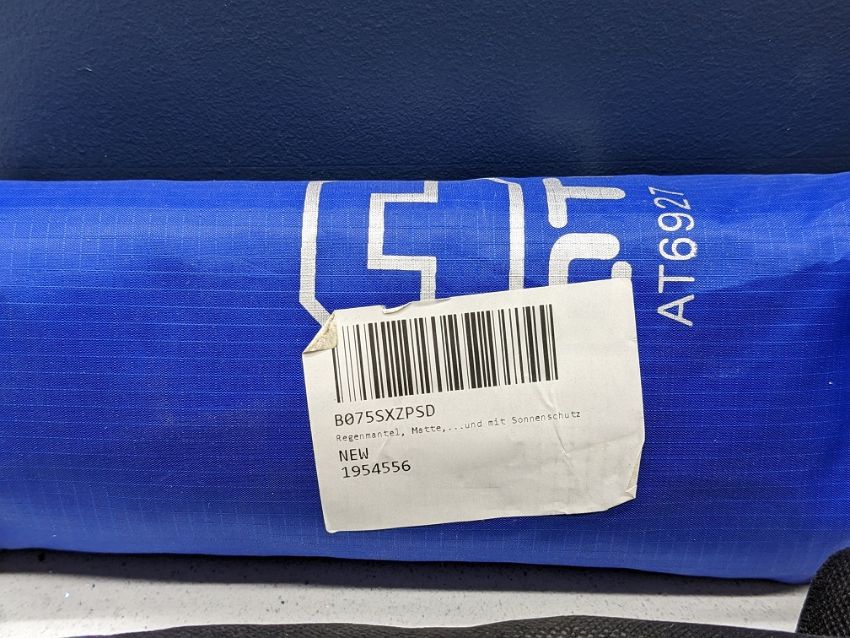 AT6927
B075SXZPSD
Regenmantel, Matte,...und mit Sonnenschutz
NEW
1954556